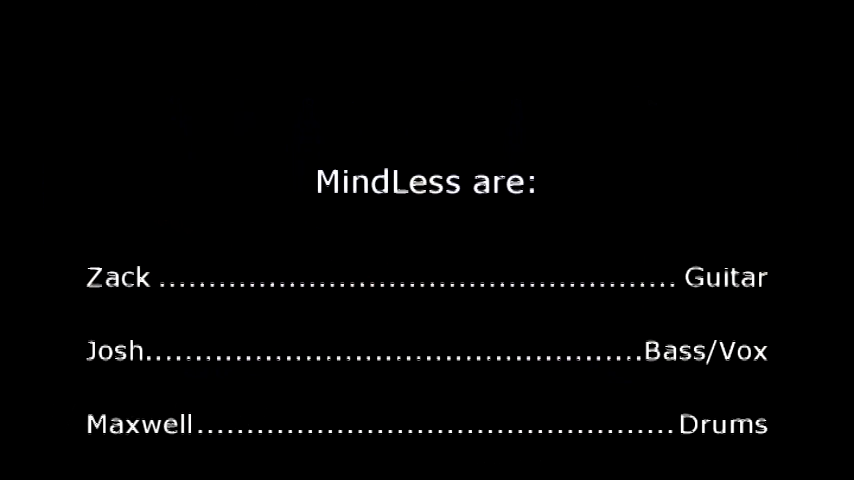 MindLess are:
Zack .................................................... Guitar
Josh..................................................Bass/Vox
Maxwell................................................Drums